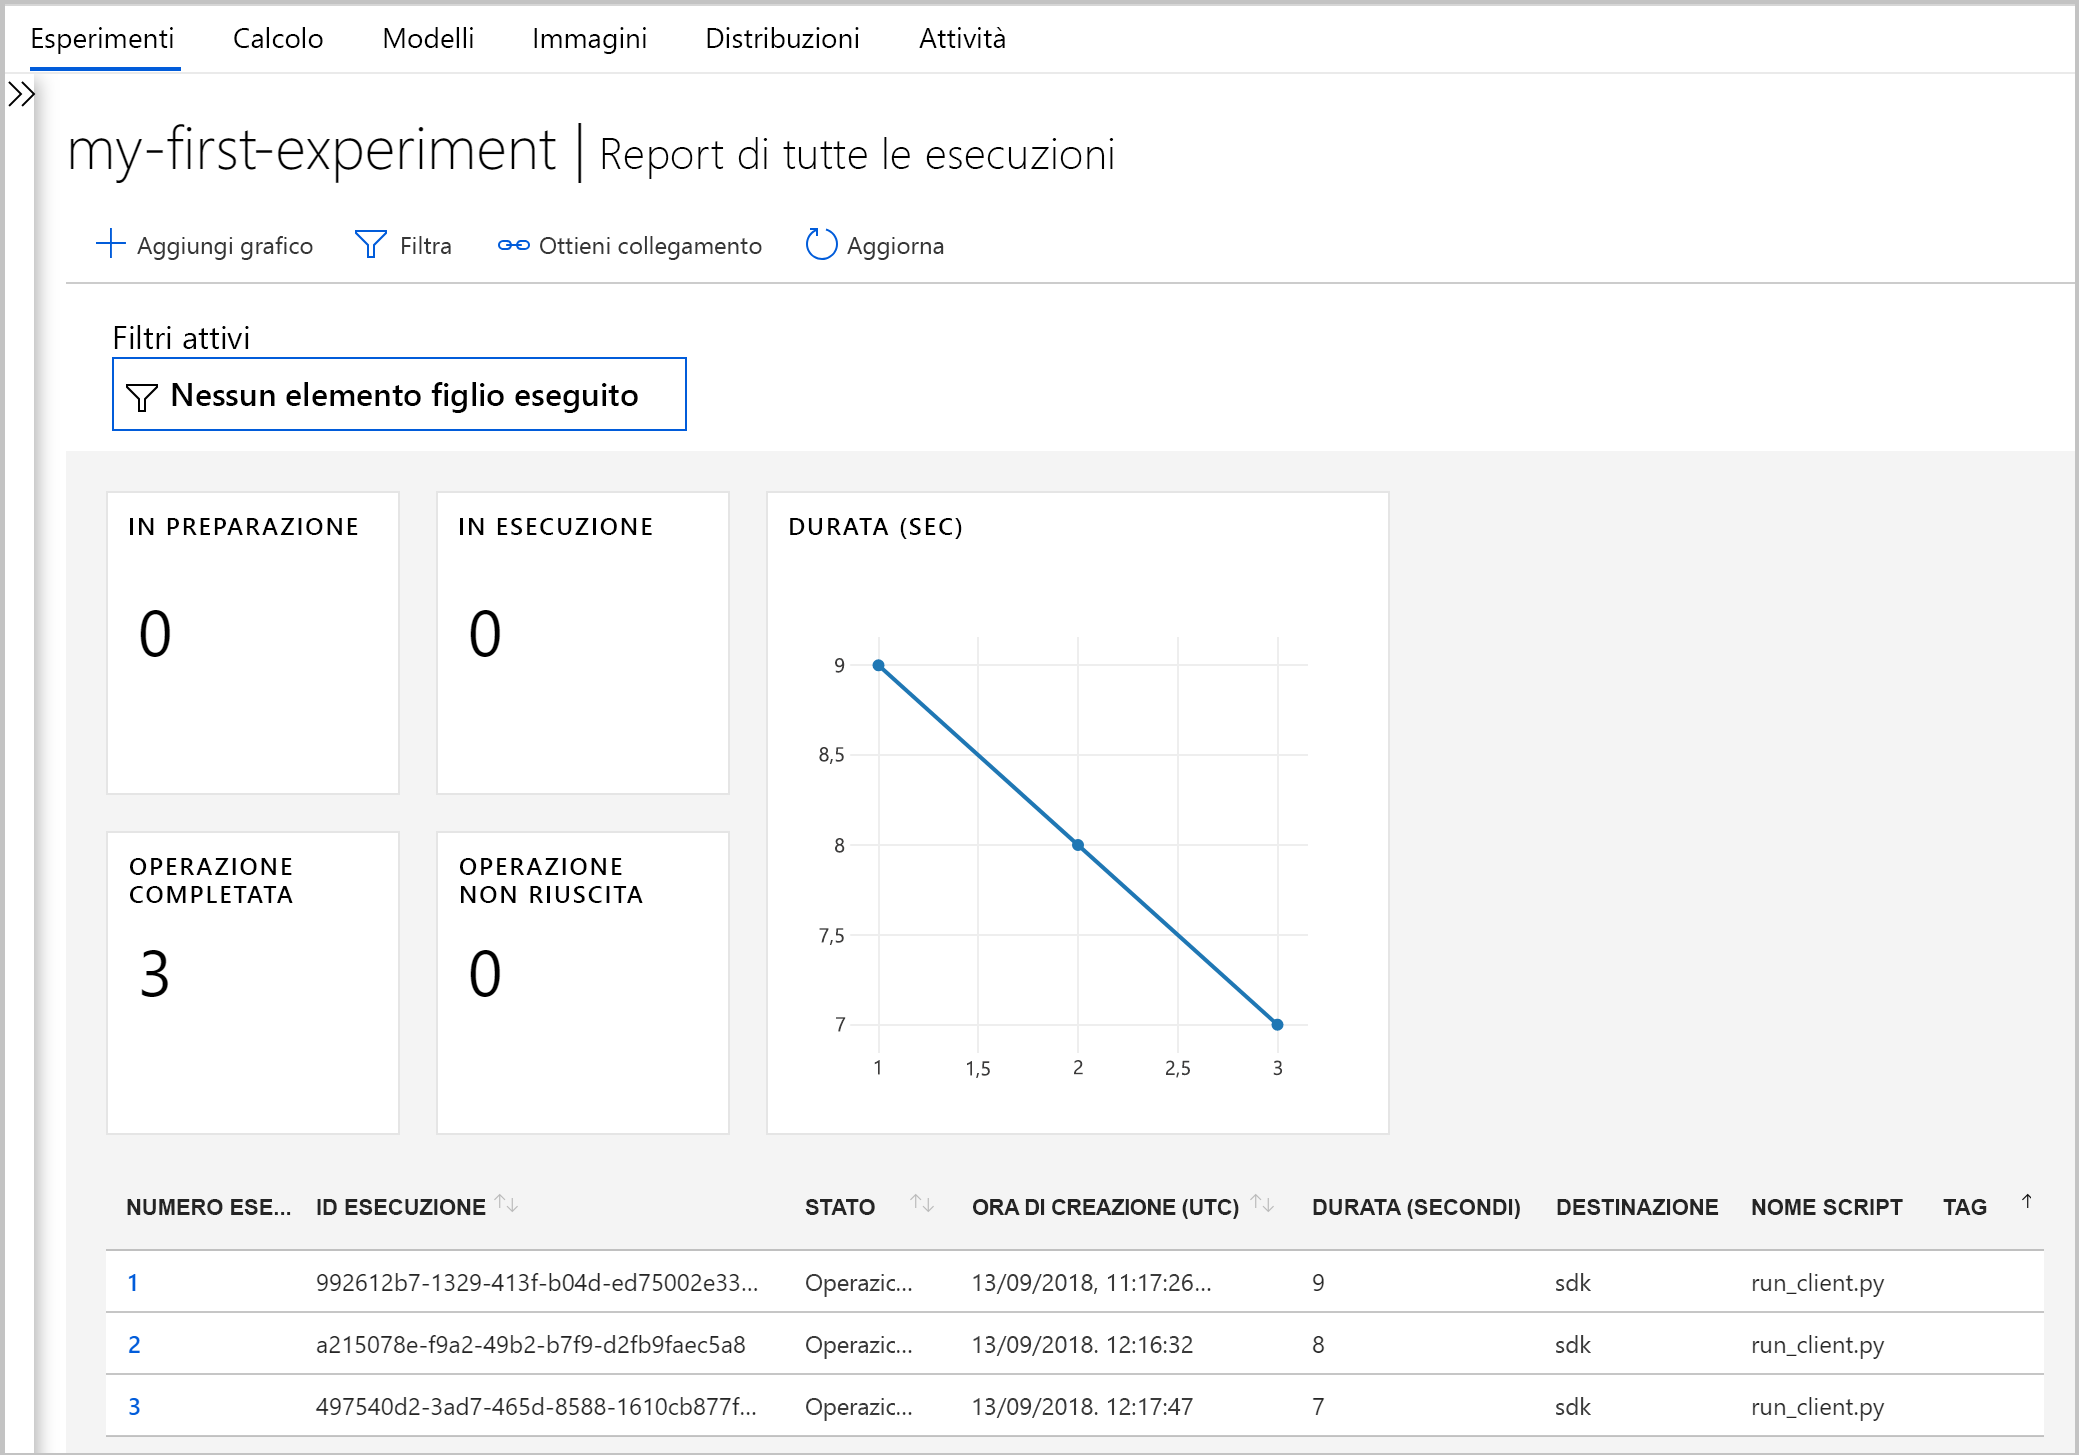 Esperimenti Calcolo Modelli Immagini Distribuzioni Attività
my-first-experiment | Report di tutte le esecuzioni
Aggiungi grafico Filtra Ottieni collegamento Aggiorna
Filtri attivi
Nessun elemento figlio eseguito
IN PREPARAZIONE
0
IN ESECUZIONE
0
OPERAZIONE
COMPLETATA
3
OPERAZIONE
NON RIUSCITA
0
DURATA (SEC)
9
8,5
8
7,5
7
1 1,5 2 2,5 3
NUMERO ESE... ID ESECUZIONE STATO ORA DI CREAZIONE (UTC) DURATA (SECONDI) DESTINAZIONE NOME SCRIPT TAG
1 992612b7-1329-413f-b04d-ed75002e33... Operazic... 13/09/2018, 11:17:26... 9 sdk run_client.py
2 a215078e-f9a2-49b2-b7f9-d2fb9faec5a8 Operazic... 13/09/2018. 12:16:32 8 sdk run_client.py
3 497540d2-3ad7-465d-8588-1610cb877f... Operazic... 13/09/2018. 12:17:47 7 sdk run_client.py